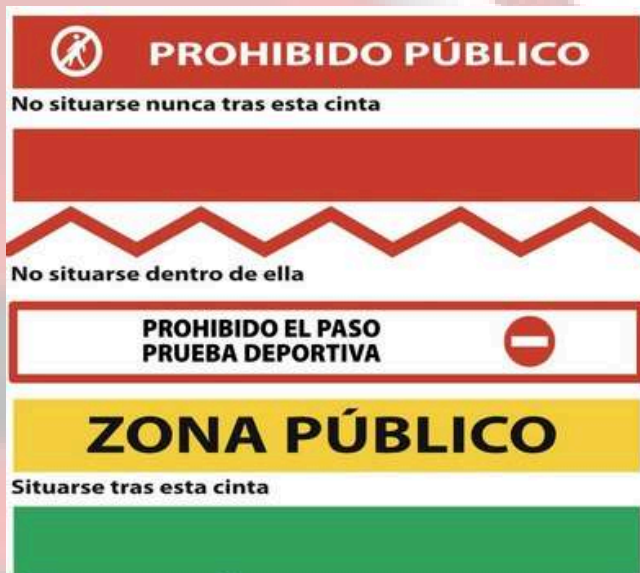 PROHIBIDO PÚBLICO
No situarse nunca tras esta cinta
No situarse dentro de ella
PROHIBIDO EL PASO
PRUEBA DEPORTIVA
ZONA PÚBLICO
Situarse tras esta cinta